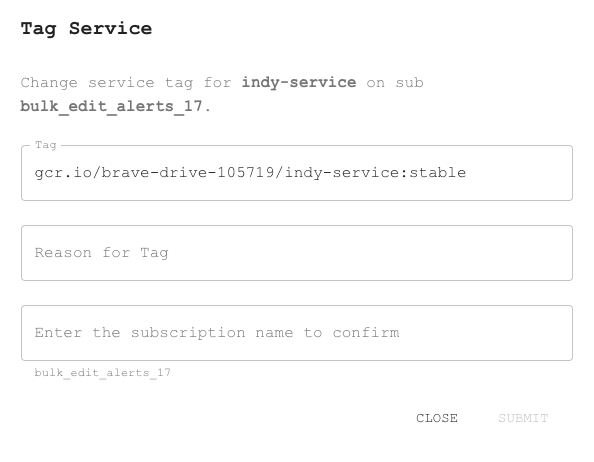 Tag Service
Change service tag for indy-service on sub
bulk_edit_alerts_17.
Tag
gcr.io/brave-drive-105719/indy-service:stable
Reason for Tag
Enter the subscription name to confirm
bulk_edit_alerts_17
CLOSE SUBMIT